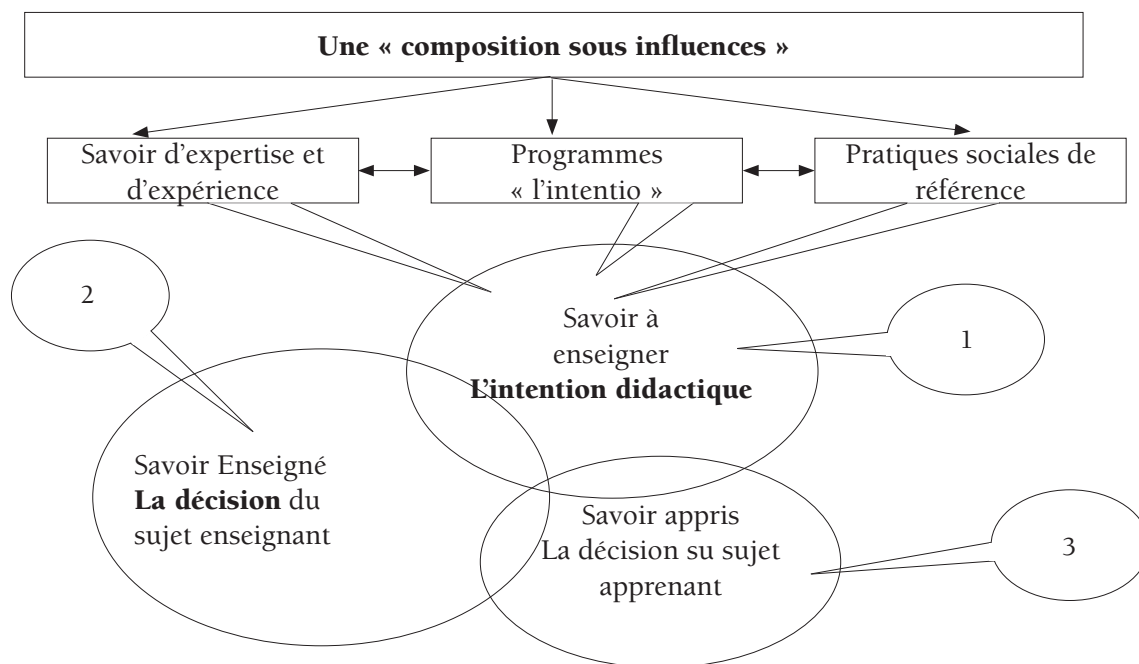 Une « composition sous influences »
Savoir d'expertise et
d'expérience
Programmes
« l'intentio »
Pratiques sociales de
référence
2
Savoir à
enseigner
L'intention didactique
1
Savoir Enseigné
La décision du
sujet enseignant
Savoir appris
La décision su sujet
apprenant
3